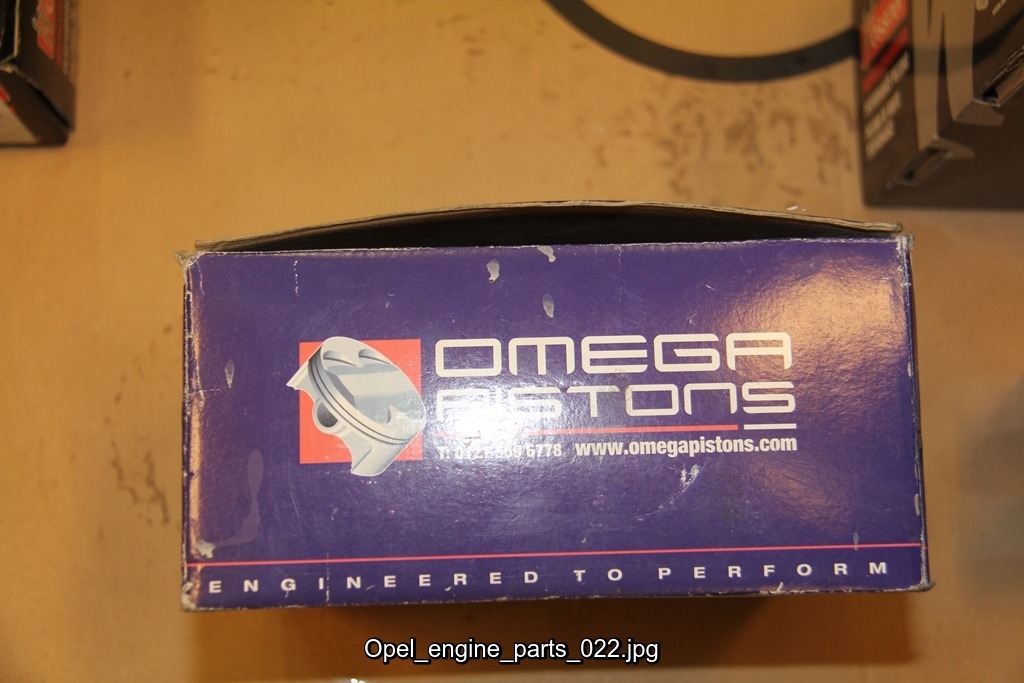 OMEGA
PISTONS
www.omegapistons.com
ENGINEERED TO PERFORM
Opel_engine_parts_022.jpg